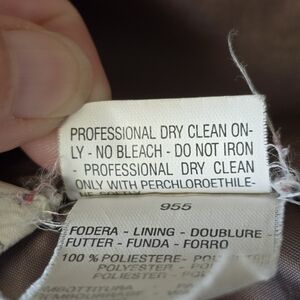 PROFESSIONAL DRY CLEAN ON-
LY - NO BLEACH - DO NOT IRON
- PROFESSIONAL DRY CLEAN
ONLY WITH PERCHLOROETHILE-
955
FODERA - LINING - DOUBLURE -
FUTTER - FUNDA - FORRO
100 % POLIESTERE-
POLYESTER -